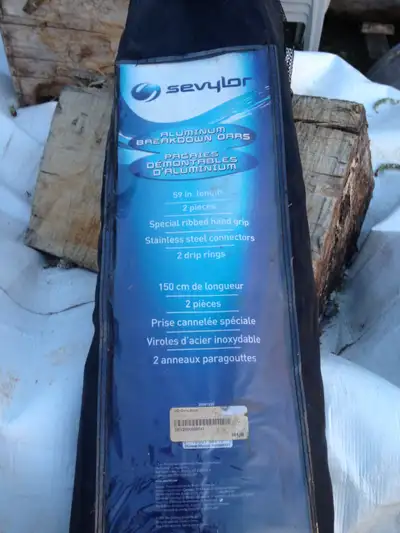 sevylor
ALUMINUM
BREAKDOWN OARS
PAGAIES
DÉMONTABLES
D'ALUMINIUM
59 in. length
2 pieces
Special ribbed hand grip
Stainless steel connectors
2 drip rings
150 cm de longueur
2 pièces
Prise cannelée spéciale
Viroles d'acier inoxydable
2 anneaux paragouttes